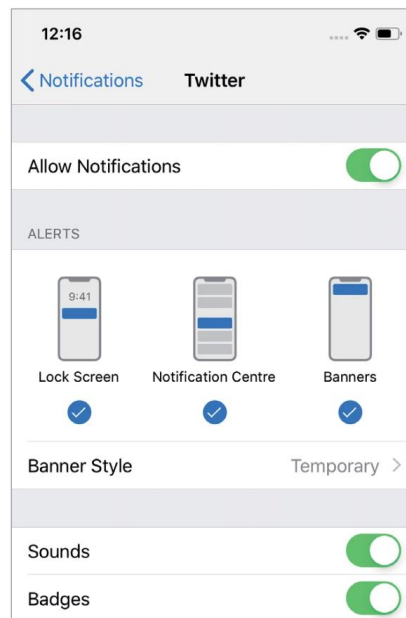 12:16
Notifications Twitter
Allow Notifications
ALERTS
9:41
Lock Screen Notification Centre Banners
Banner Style Temporary
Sounds
Badges